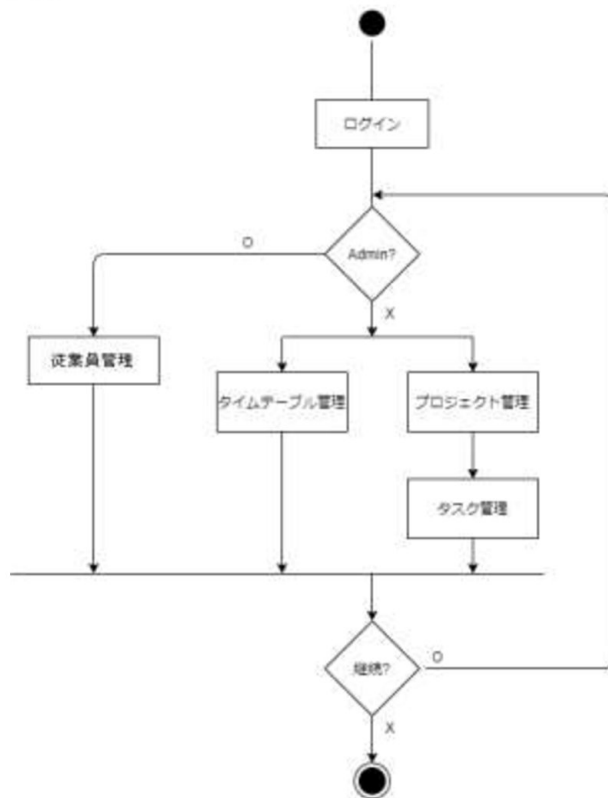 ログイン
Admin?
O
X
従業員管理
タイムテーブル管理
プロジェクト管理
タスク管理
継続?
O
X